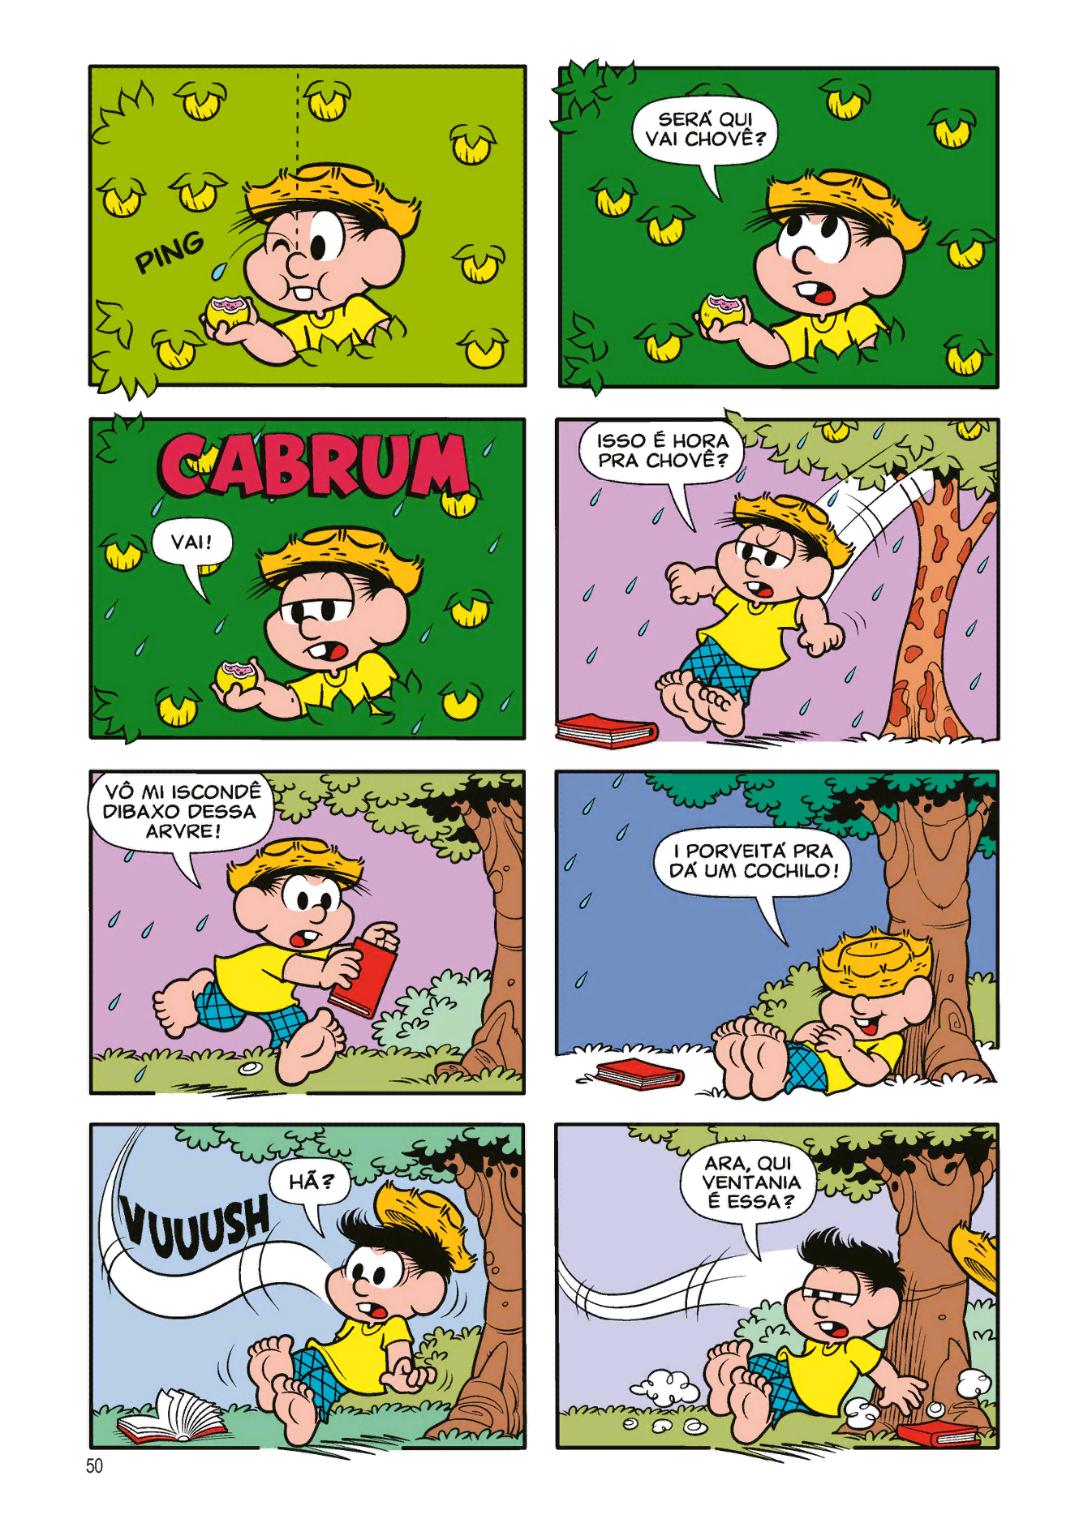 PING
SERÁ QUI
VAI CHOVÊ?
CABRUM
VAI!
ISSO É HORA
PRA CHOVÊ?
VÔ MI ISCONDÊ
DIBAXO DESSA
ARVRE!
I PORVEITÁ PRA
DÁ UM COCHILO!
VUUUSH
HÃ?
ARA, QUI
VENTANIA
É ESSA?
50